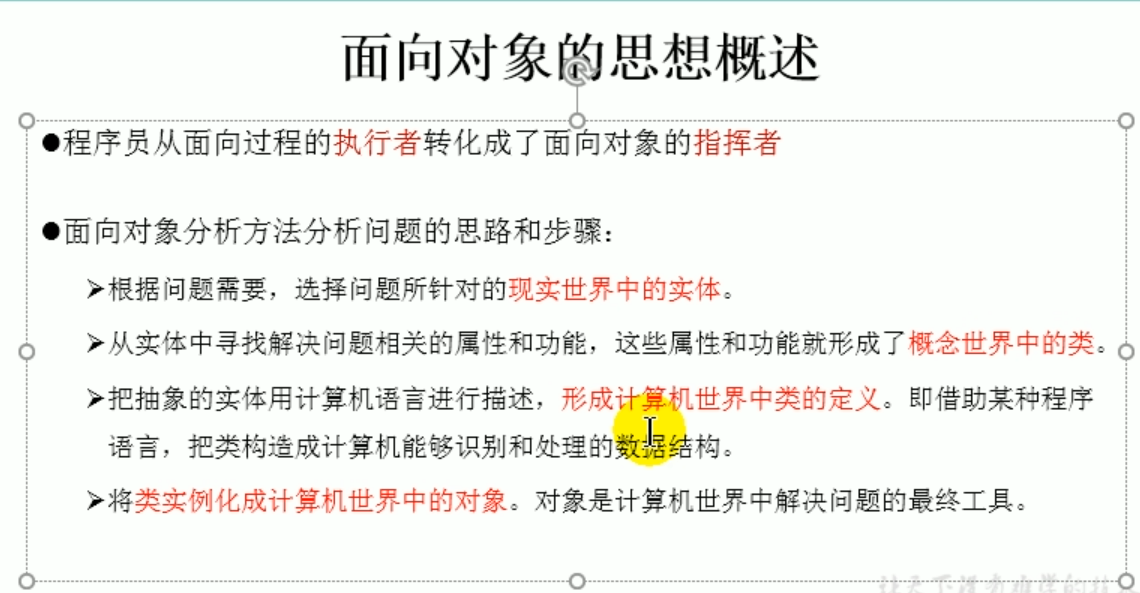 面向对象的思想概述
●程序员从面向过程的执行者转化成了面向对象的指挥者
●面向对象分析方法分析问题的思路和步骤：
➢根据问题需要，选择问题所针对的现实世界中的实体。
➢从实体中寻找解决问题相关的属性和功能，这些属性和功能就形成了概念世界中的类。
➢把抽象的实体用计算机语言进行描述，形成计算机世界中类的定义。即借助某种程序
语言，把类构造成计算机能够识别和处理的数据结构。
➢将类实例化成计算机世界中的对象。对象是计算机世界中解决问题的最终工具。